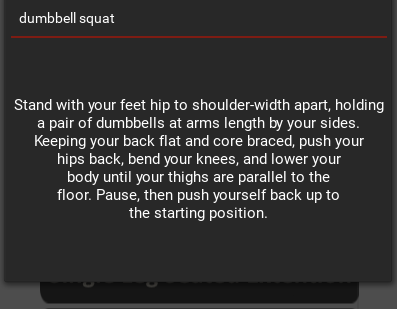 dumbbell squat
Stand with your feet hip to shoulder-width apart, holding
a pair of dumbbells at arms length by your sides.
Keeping your back flat and core braced, push your
hips back, bend your knees, and lower your
body until your thighs are parallel to the
floor. Pause, then push yourself back up to
the starting position.